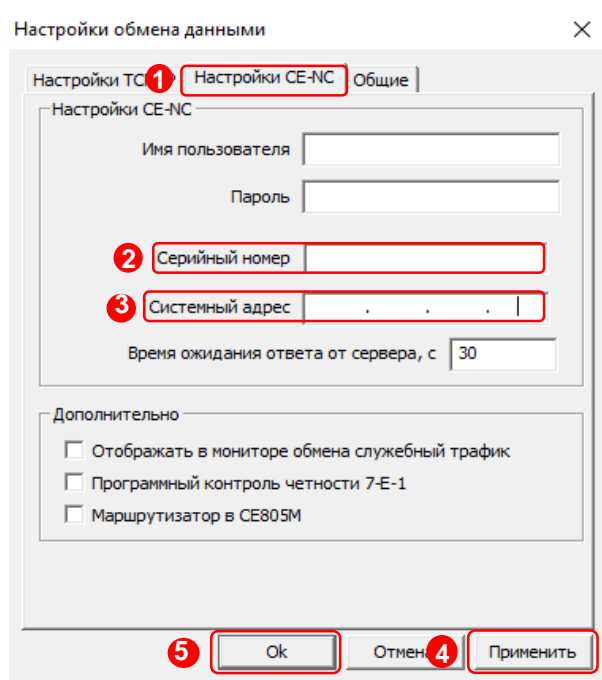 Настройки обмена данными
1
Настройки TC P Настройки CE-NC Общие
Настройки CE-NC
Имя пользователя
Пароль
2 Серийный номер
3 Системный адрес . . .
Время ожидания ответа от сервера, с 30
Дополнительно
Отображать в мониторе обмена служебный трафик
Программный контроль четности 7-E-1
Маршрутизатор в CE805M
5 Ok Отмена 4 Применить